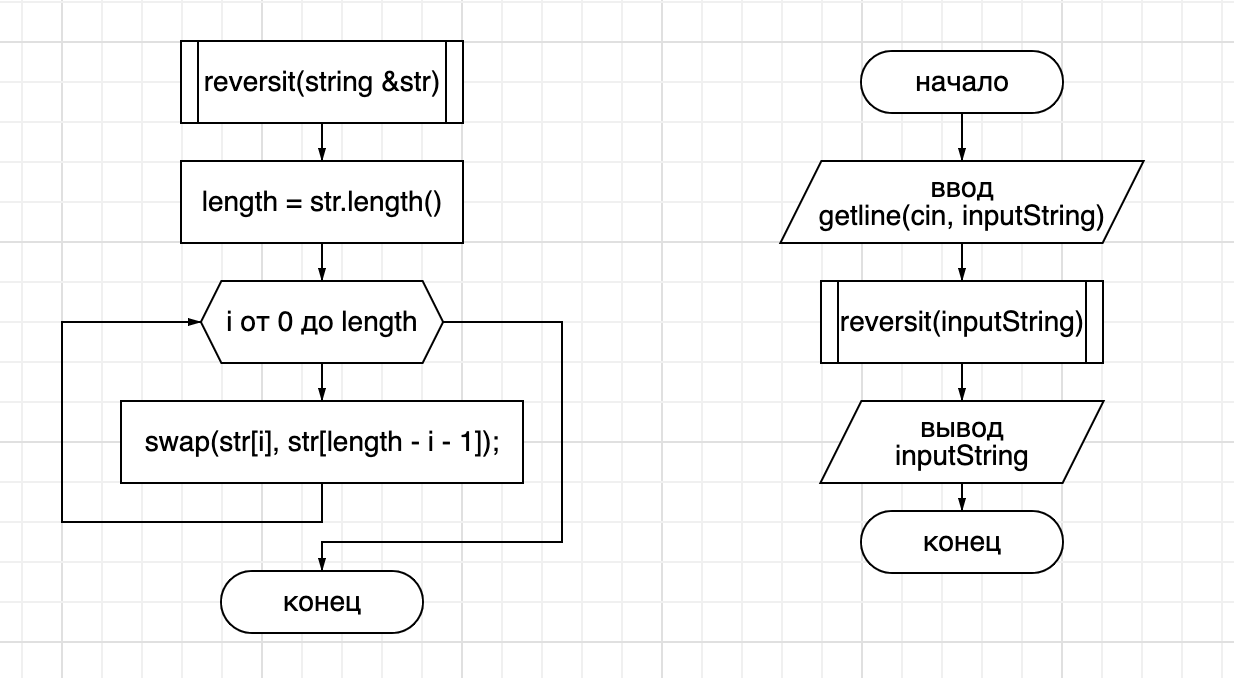 reversit(string &str)
length = str.length()
i от 0 до length
swap(str[i], str[length - i - 1]);
конец
начало
ввод
getline(cin, inputString)
reversit(inputString)
вывод
inputString
конец